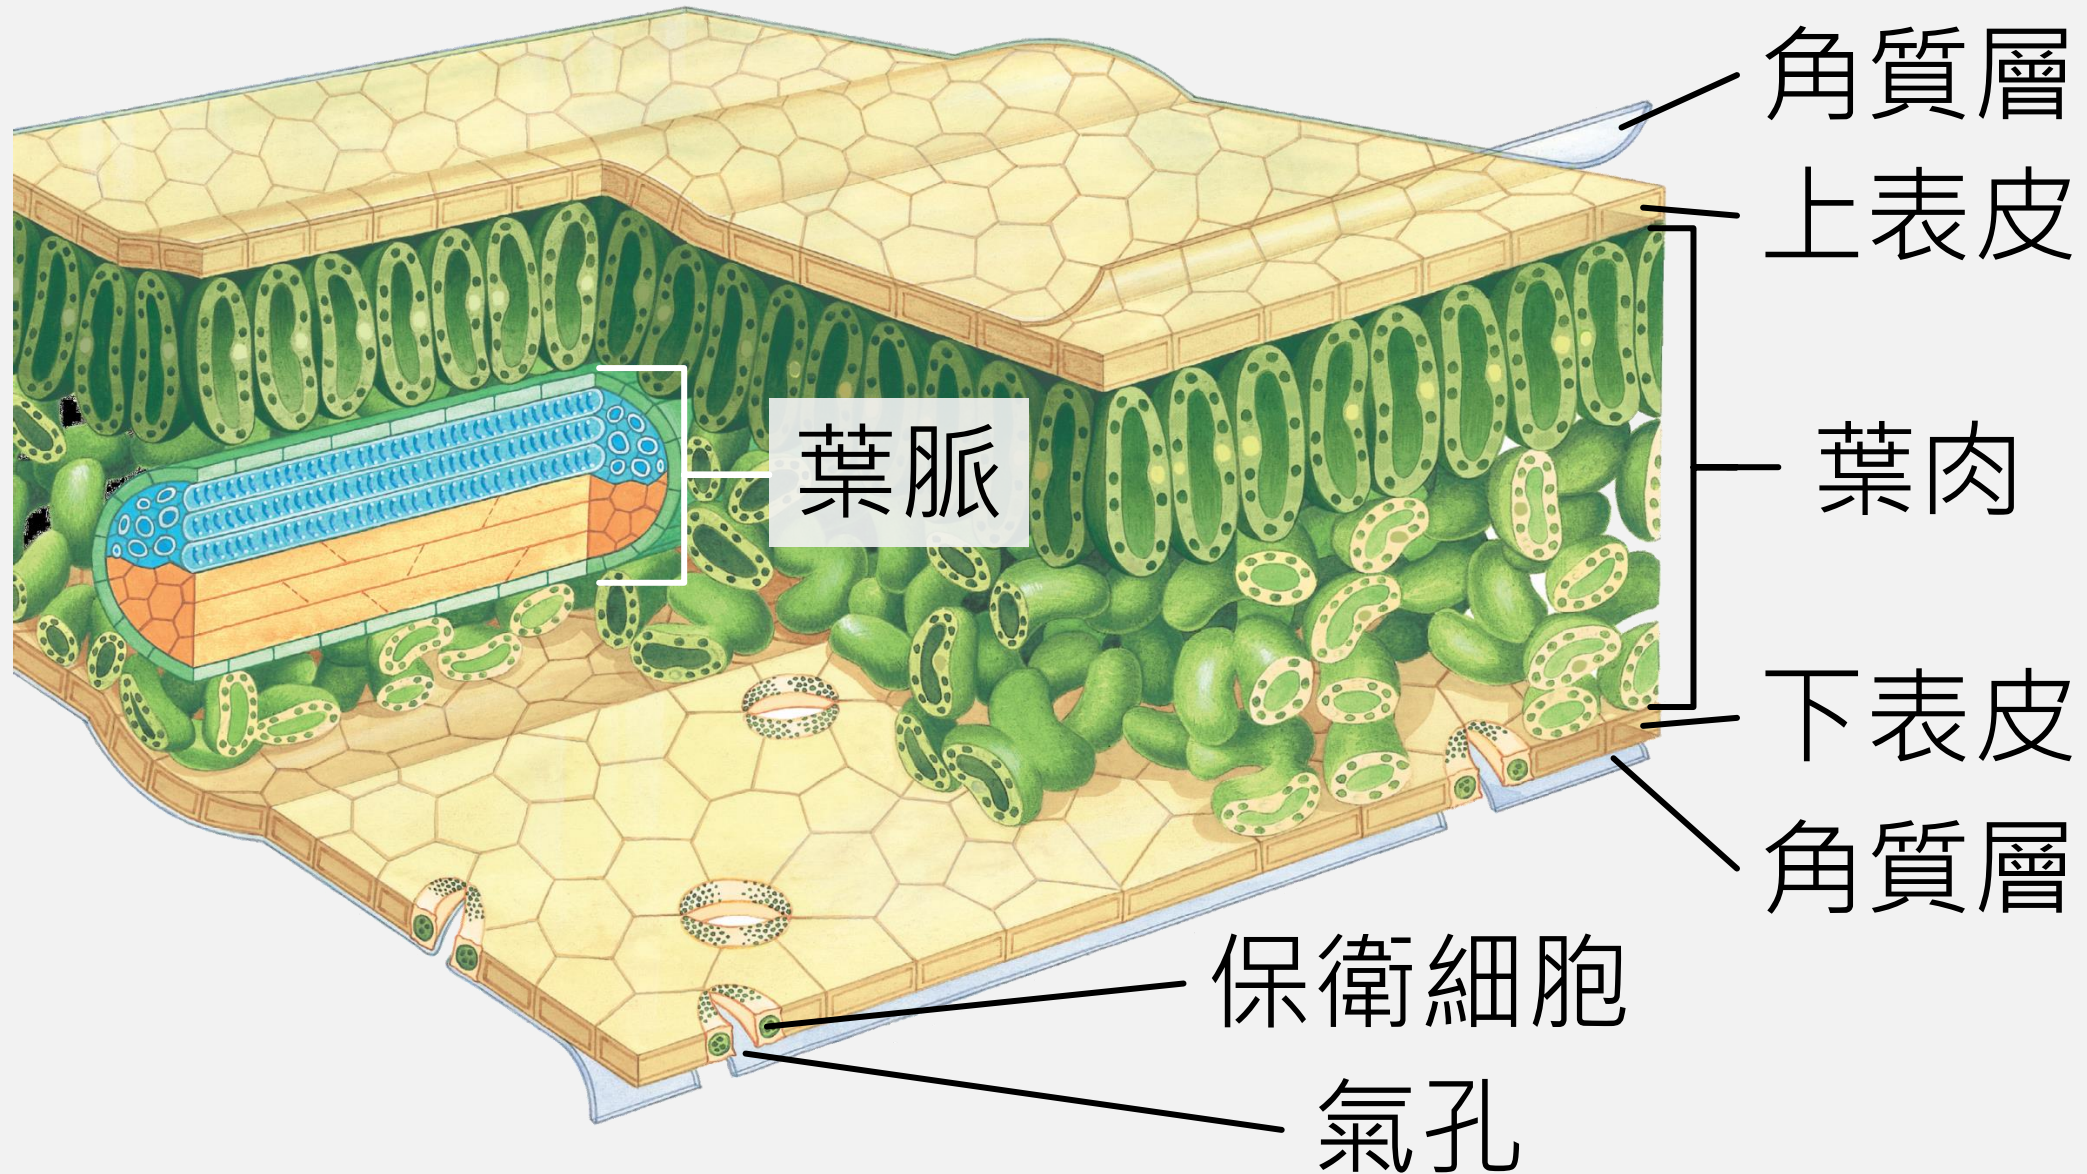 角質層
上表皮
葉脈
葉肉
下表皮
角質層
保衛細胞
氣孔